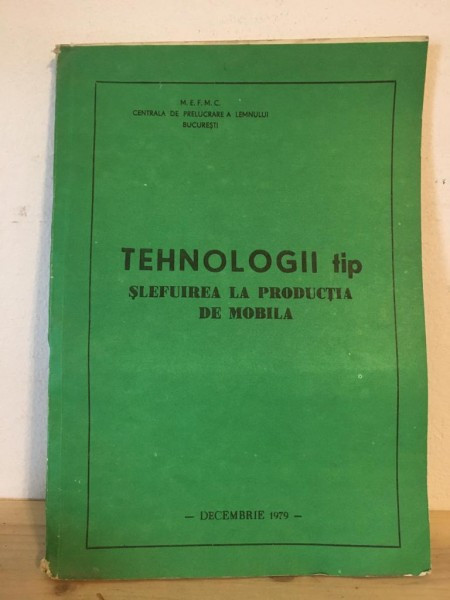 M. E. F. M. C.
CENTRALA DE PRELUCRARE A LEMNULUI
BUCUREȘTI
TEHNOLOGII tip
ȘLEFUIREA LA PRODUCȚIA
DE MOBILA
— DECEMBRIE 1979 —